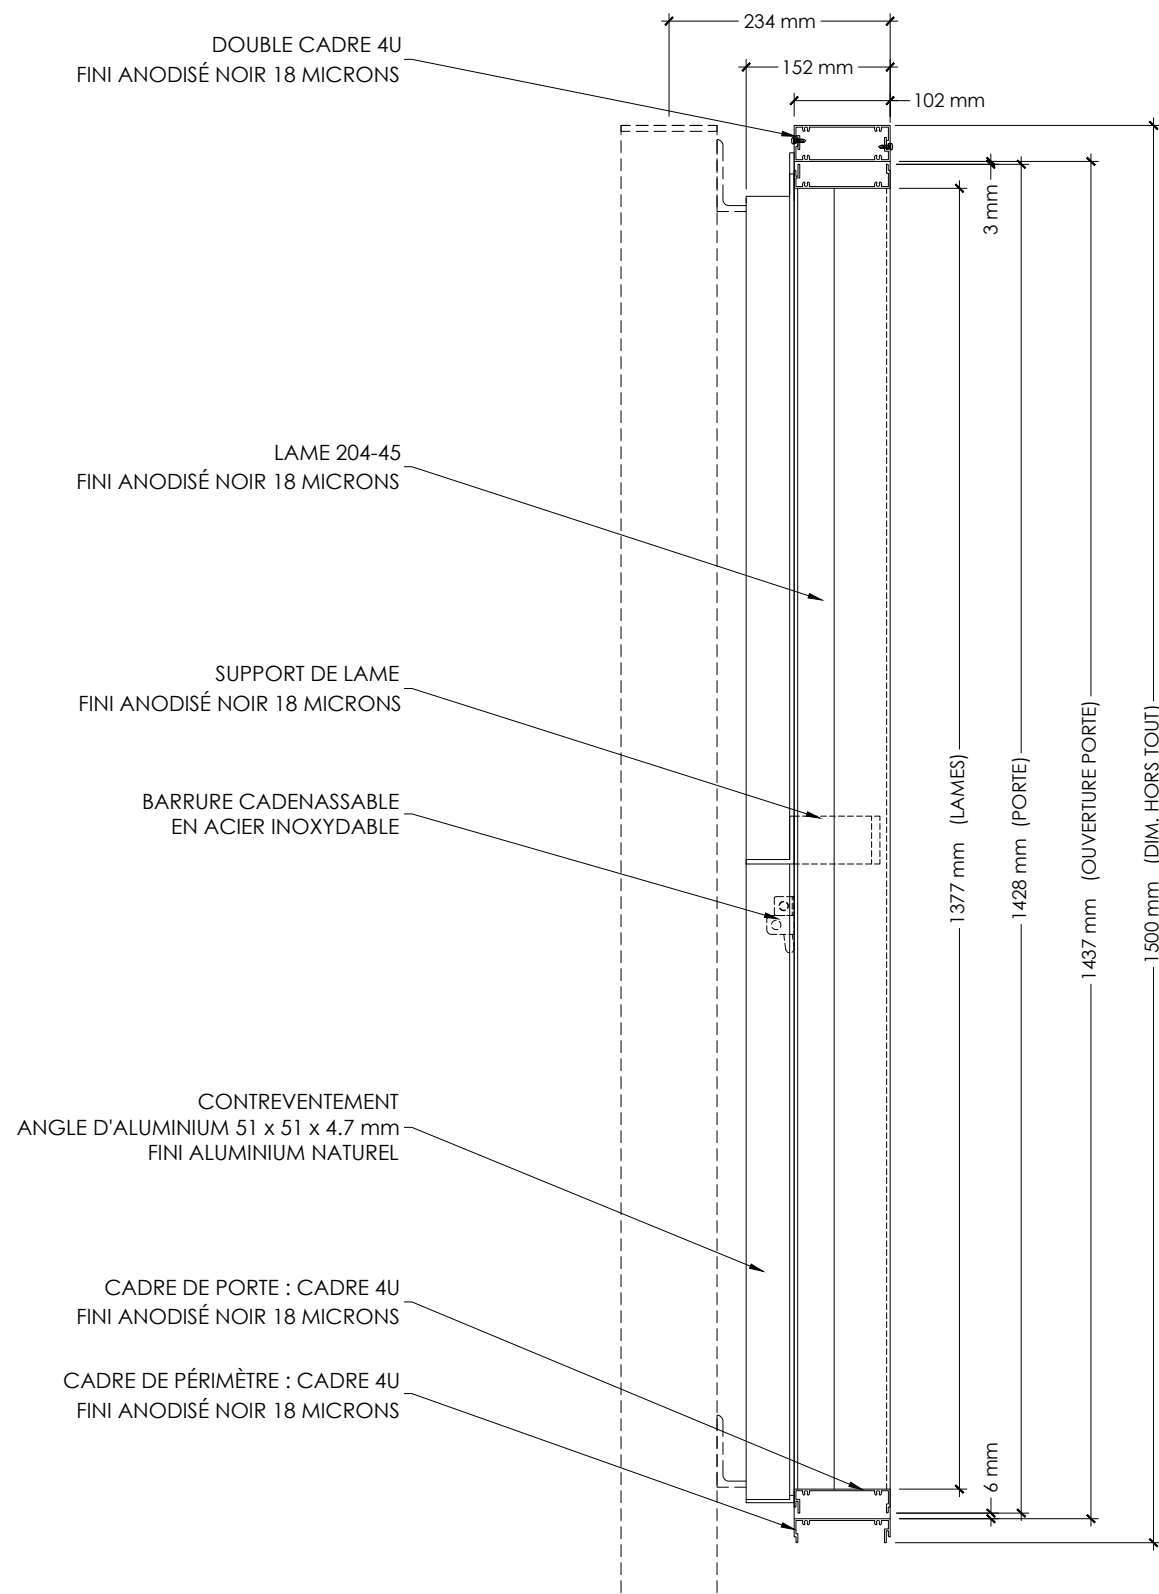 234 mm
DOUBLE CADRE 4U
FINI ANODISÉ NOIR 18 MICRONS
152 mm
102 mm
3 mm
LAME 204-45
FINI ANODISÉ NOIR 18 MICRONS
SUPPORT DE LAME
FINI ANODISÉ NOIR 18 MICRONS
BARRURE CADENASSABLE
EN ACIER INOXYDABLE
1377 mm (LAMES)
1428 mm (PORTE)
1437 mm (OUVERTURE PORTE)
1500 mm (DIM. HORS TOUT)
CONTREVENTEMENT
ANGLE D'ALUMINIUM 51 x 51 x 4.7 mm
FINI ALUMINIUM NATUREL
CADRE DE PORTE : CADRE 4U
FINI ANODISÉ NOIR 18 MICRONS
CADRE DE PÉRIMÈTRE : CADRE 4U
FINI ANODISÉ NOIR 18 MICRONS
6 mm